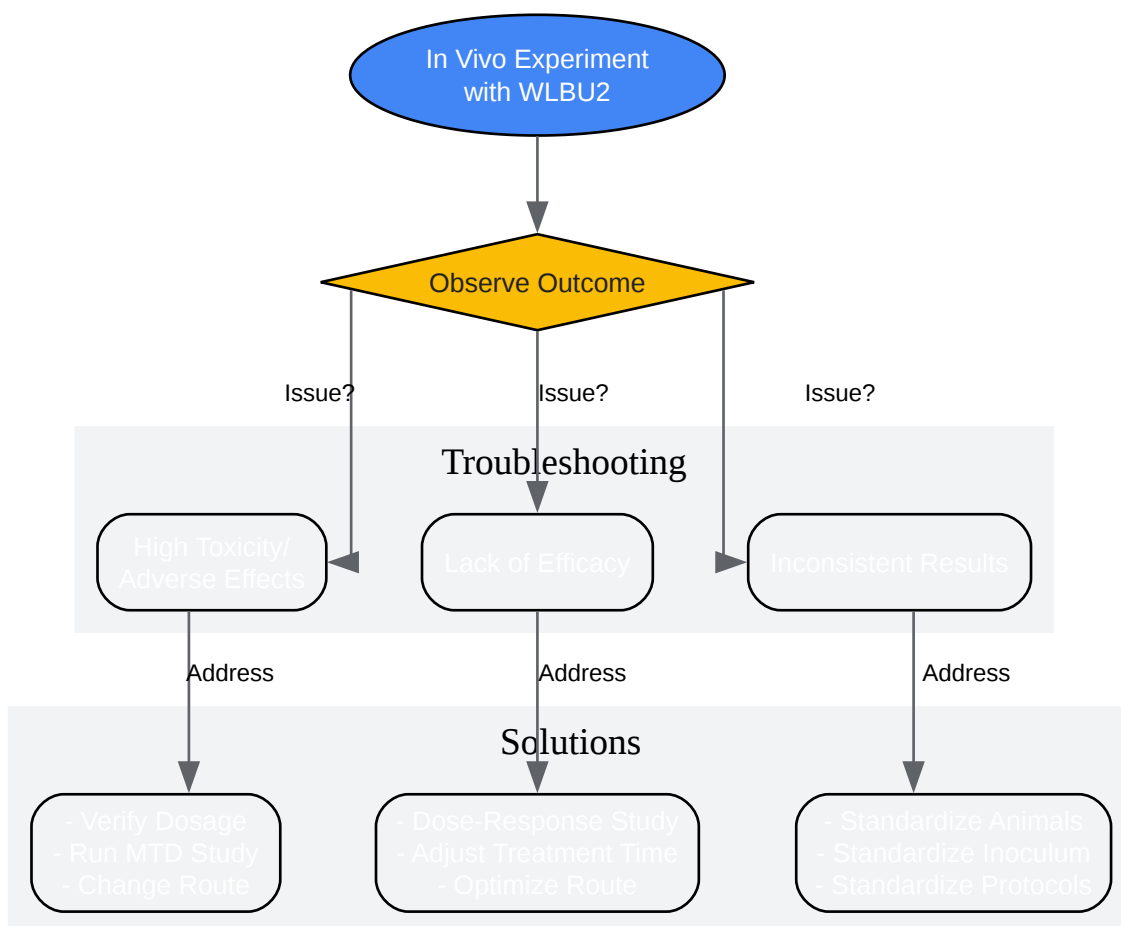 In Vivo Experiment
with WLBU2
Observe Outcome
Issue?
Issue?
Issue?
Troubleshooting
High Toxicity/
Adverse Effects
Lack of Efficacy
Inconsistent Results
Address
Address
Address
Solutions
- Verify Dosage
- Run MTD Study
- Change Route
- Dose-Response Study
- Adjust Treatment Time
- Optimize Route
- Standardize Animals
- Standardize Inoculum
- Standardize Protocols